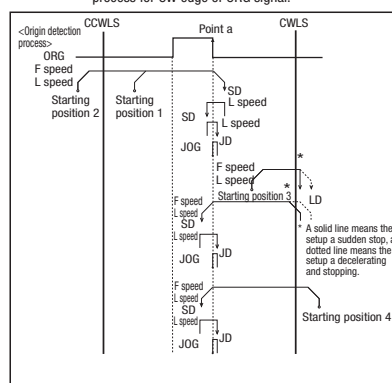 process for CW edge of ORG signal.
<Origin detection process>
CCWLS
Point a
CWLS
ORG
F speed
L speed
SD
L speed
Starting position 2
Starting position 1
SD
L speed
JOG
JD
F speed
L speed
*
Starting position 3
*
LD
F speed
L speed
SD
* A solid line means the
setup a sudden stop,
dotted line means the
setup a decelerating
and stopping.
L speed
JOG
JD
F speed
L speed
SD
Starting position 4
L speed
JOG
JD